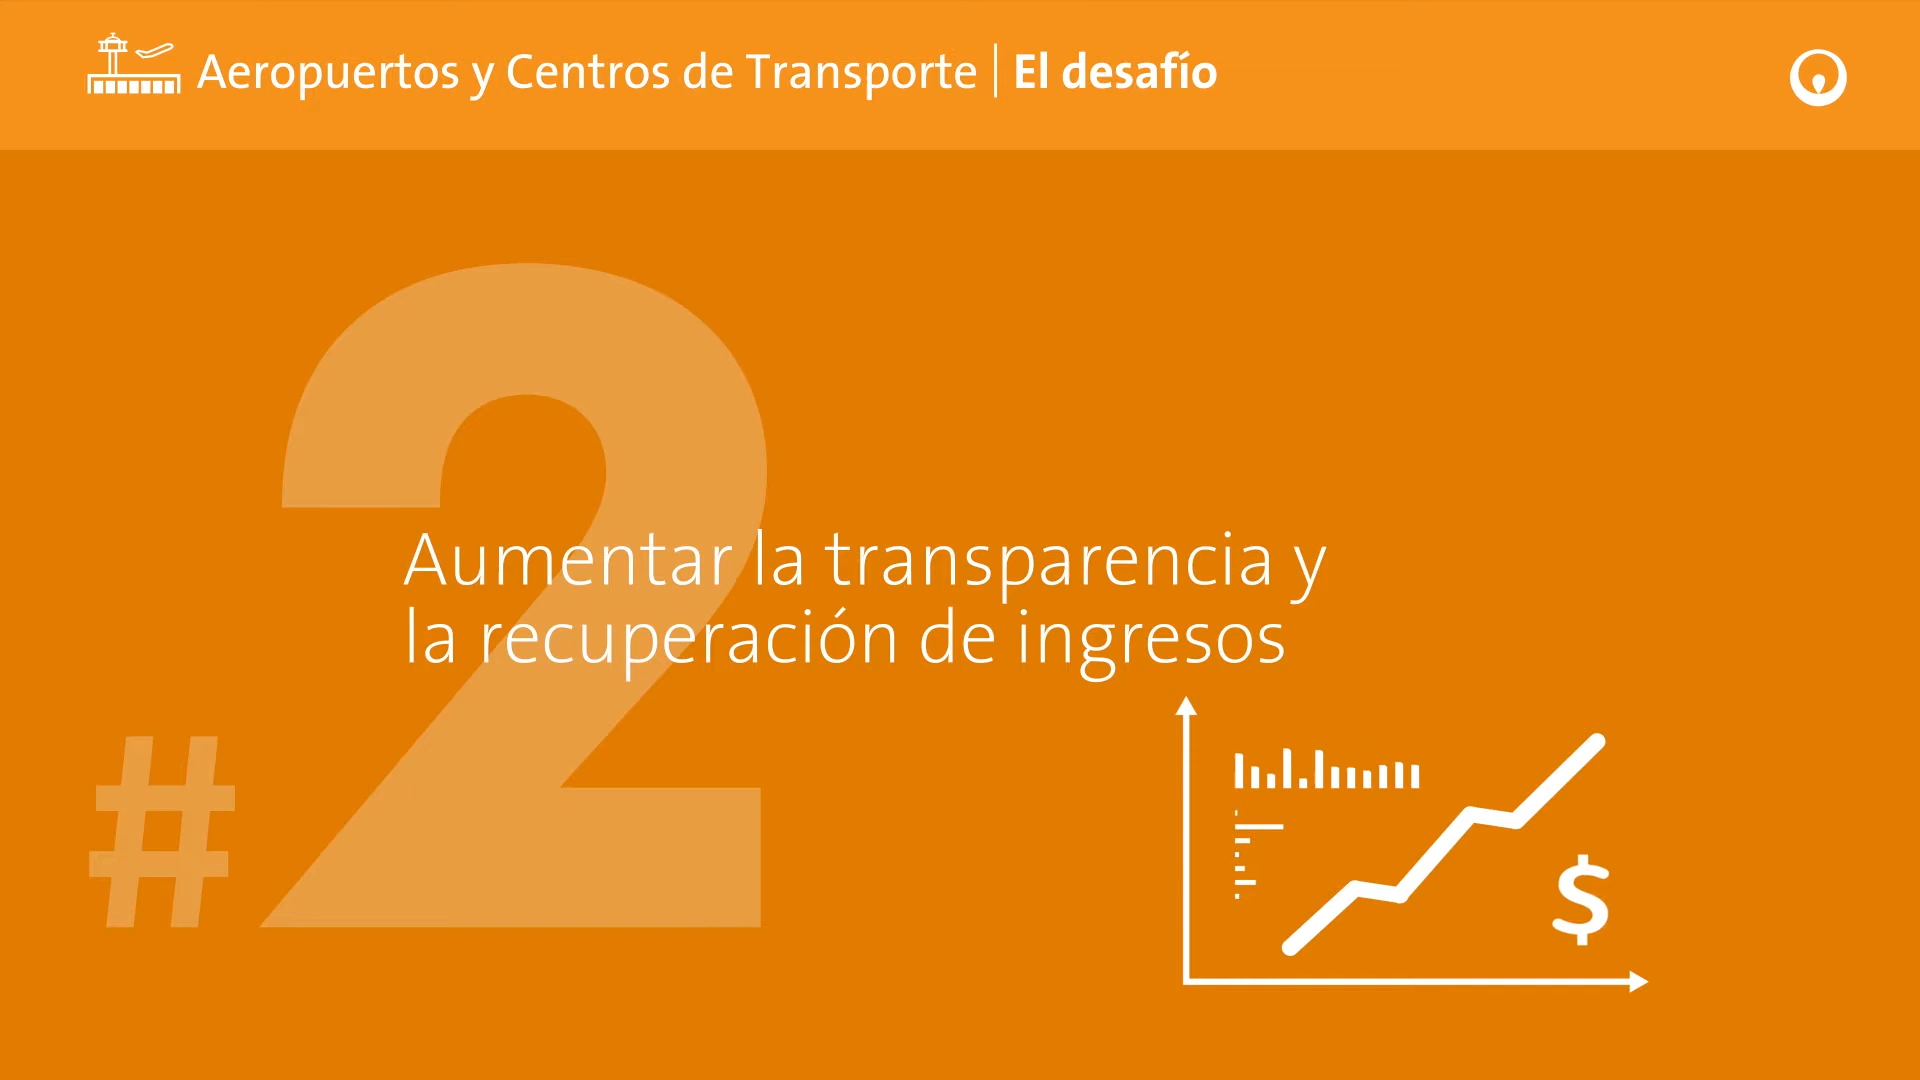 Aeropuertos y Centros de Transporte | El desafío
#2
Aumentar la transparencia y
la recuperación de ingresos
$